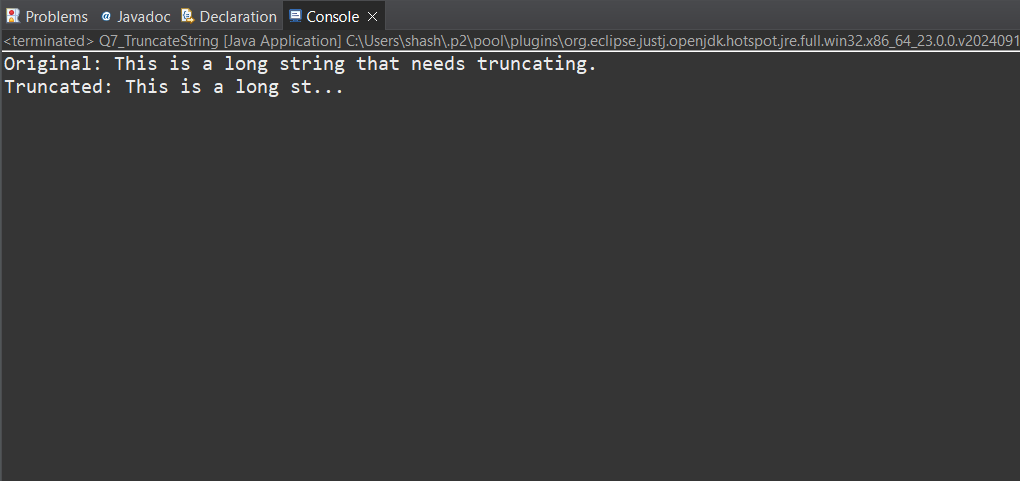 Problems Javadoc Declaration Console
<terminated> Q7_TruncateString [Java Application] C:\Users\shash\.p2\pool\plugins\org.eclipse.justj.openjdk.hotspot.jre.full.win32.x86_64_23.0.0.v2024091
Original: This is a long string that needs truncating.
Truncated: This is a long st...